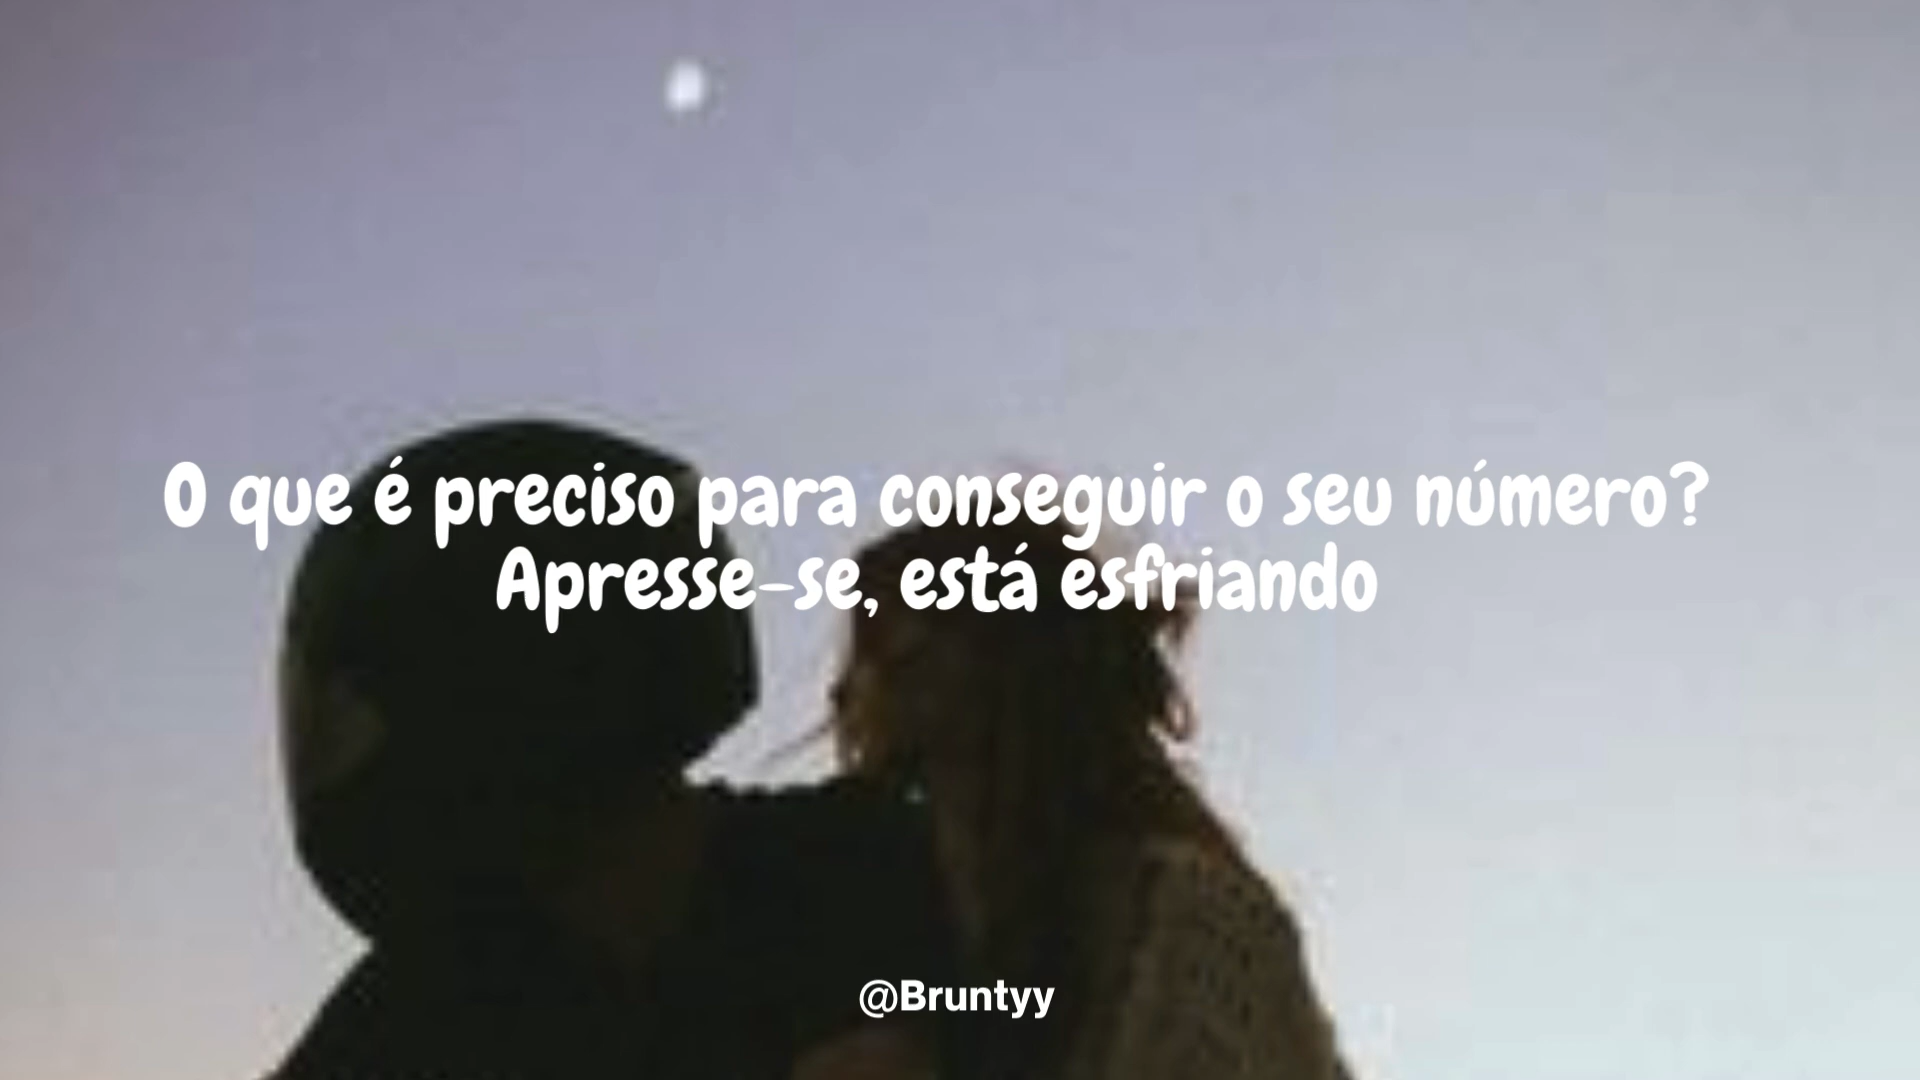 O que é preciso para conseguir o seu número?
Apresse-se, está esfriando
@Bruntyy